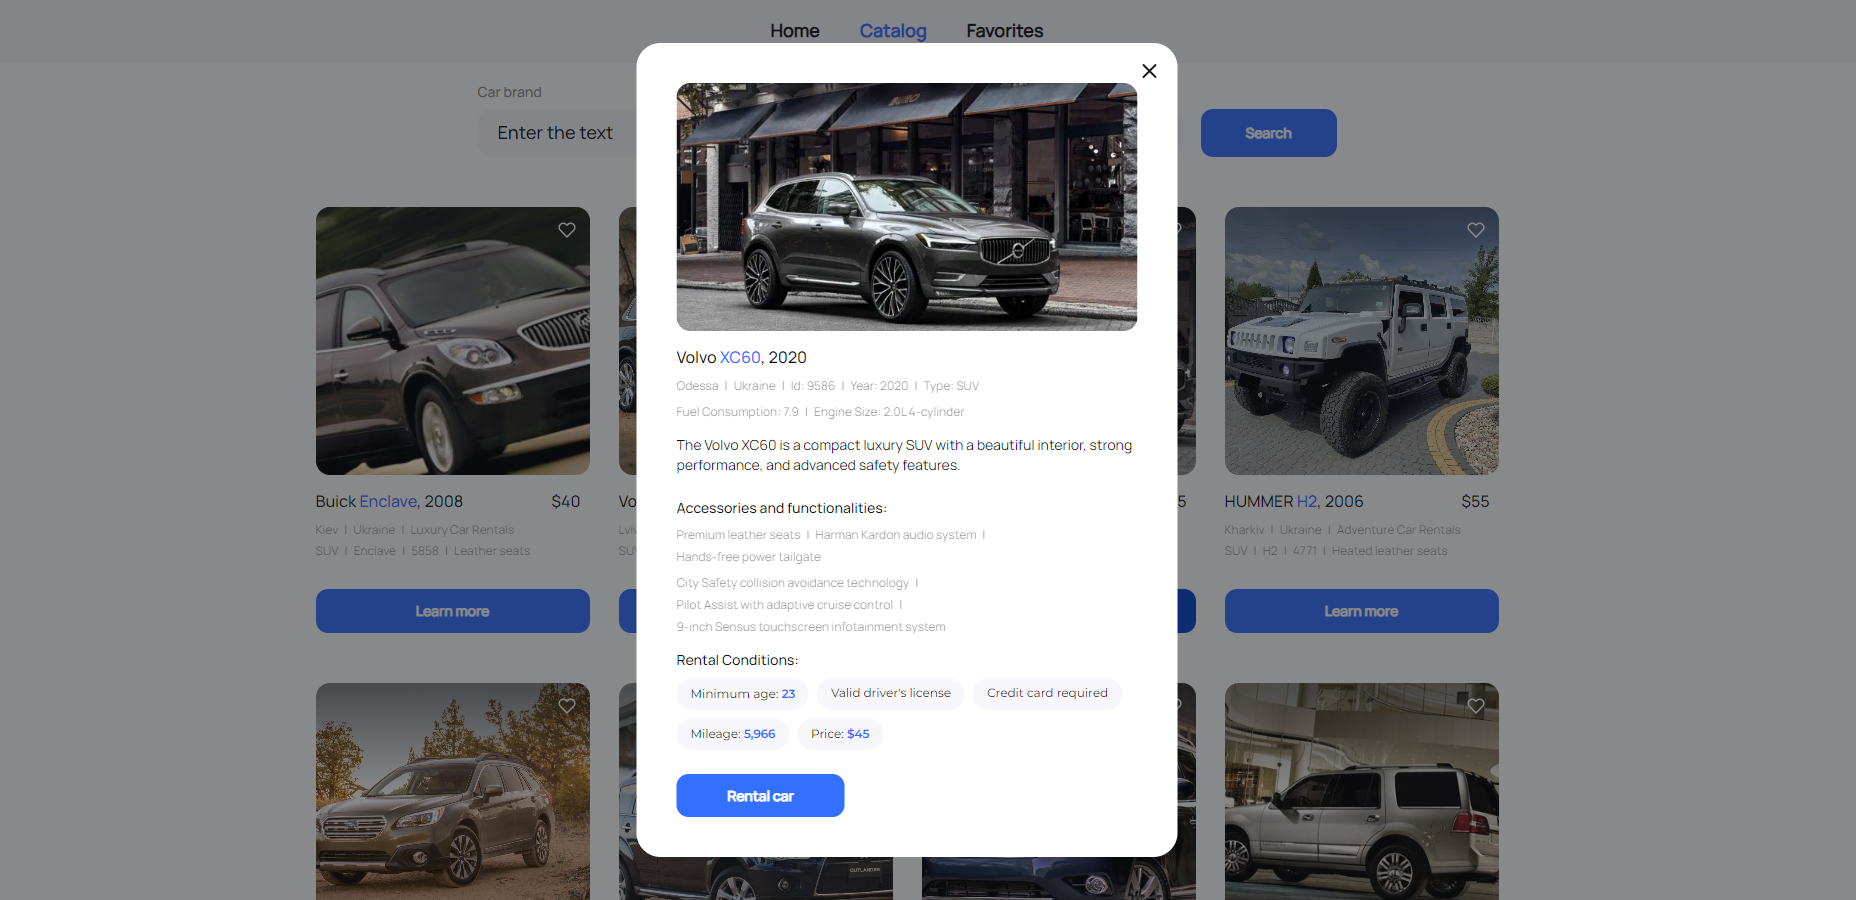 Home Catalog Favorites
Car brand
Enter the text
Search
Volvo XC60, 2020
Odessa | Ukraine | Id: 9586 | Year: 2020 | Type: SUV
Fuel Consumption: 7.9 | Engine Size: 2.0L 4-cylinder
The Volvo XC60 is a compact luxury SUV with a beautiful interior, strong
performance, and advanced safety features.
Accessories and functionalities:
Premium leather seats | Harman Kardon audio system |
Hands-free power tailgate
City Safety collision avoidance technology |
Pilot Assist with adaptive cruise control |
9-inch Sensus touchscreen infotainment system
Rental Conditions:
Minimum age: 23 Valid driver's license Credit card required
Mileage: 5,966 Price: $45
Rental car
Buick Enclave, 2008 $40
Kiev | Ukraine | Luxury Car Rentals
SUV | Enclave | 5858 | Leather seats
Learn more
Vo
Lviv
SU
5
HUMMER H2, 2006 $55
Kharkiv | Ukraine | Adventure Car Rentals
SUV | H2 | 4771 | Heated leather seats
Learn more
OUTLANDER